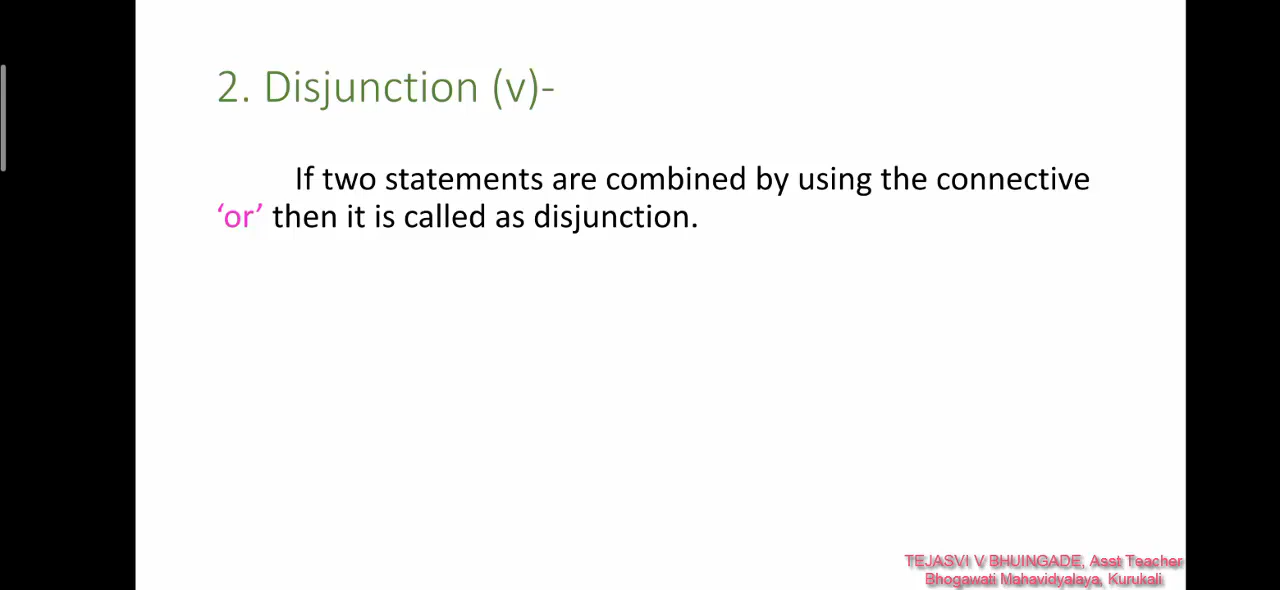 2. Disjunction (v)-
If two statements are combined by using the connective
‘or’ then it is called as disjunction.
TEJASVI V BHUINGADE, Asst Teacher
Bhogawati Mahavidyalaya, Kurukali